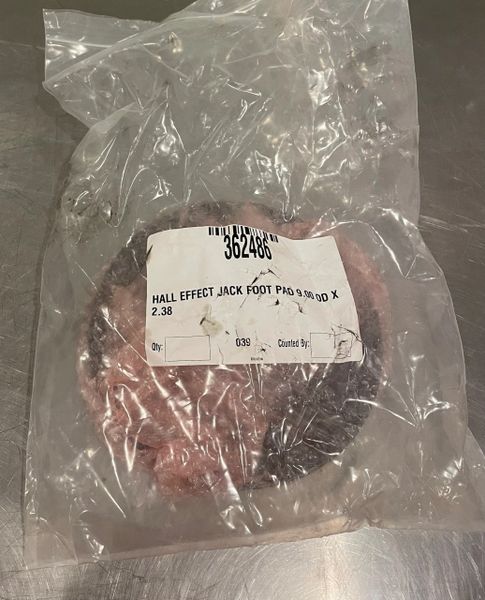 362486
HALL EFFECT JACK FOOT PAD 9.00 OD X
2.38
Qty: 039 Counted By: